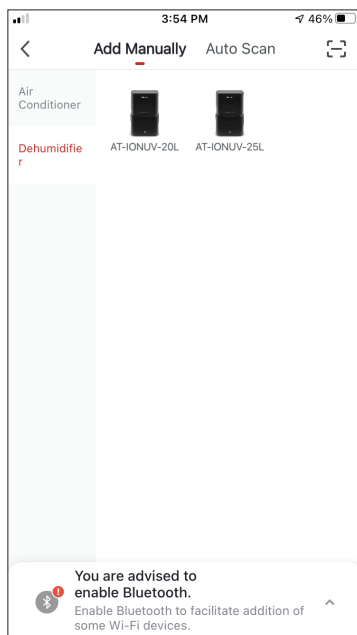 3:54 PM
46%
Add Manually
Auto Scan
Air
Conditioner
Dehumidifie
r
AT-IONUV-20L
AT-IONUV-25L
!
You are advised to
enable Bluetooth.
Enable Bluetooth to facilitate addition of
some Wi-Fi devices.